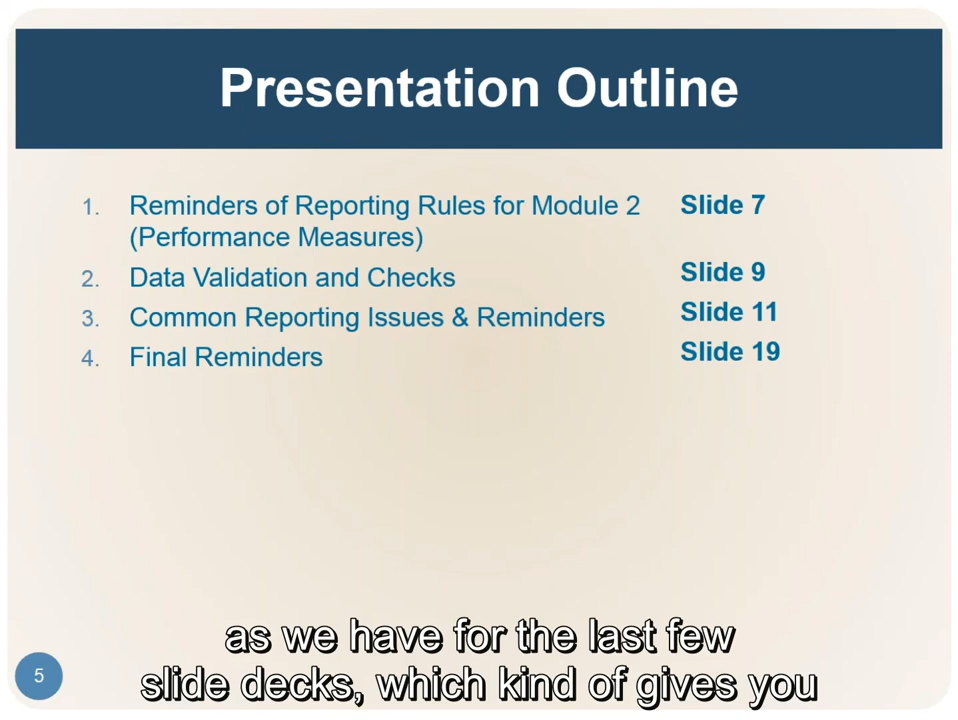 Presentation Outline
1. Reminders of Reporting Rules for Module 2 Slide 7
(Performance Measures)
2. Data Validation and Checks Slide 9
3. Common Reporting Issues & Reminders Slide 11
4. Final Reminders Slide 19
as we have for the last few
5 slide decks, which kind of gives you